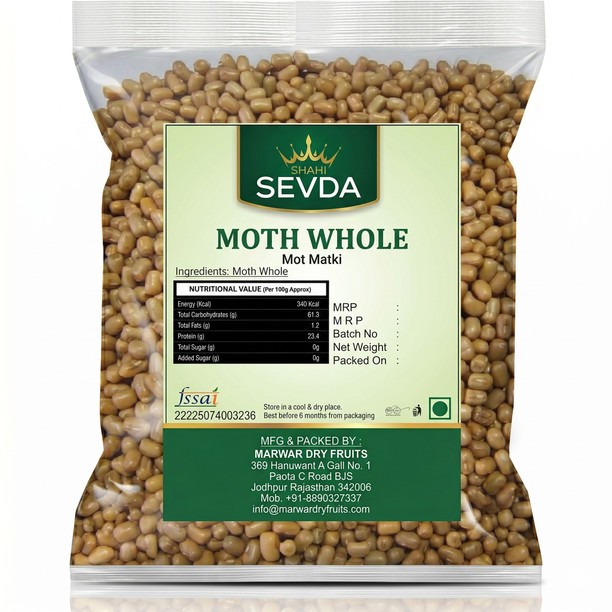 SHAHI
SEVDA
MOTH WHOLE
Mot Matki
Ingredients: Moth Whole
NUTRITIONAL VALUE (Per 100g Approx)
Energy (Kcal) 340 Kcal
Total Carbohydrates (g) 61.3
Total Fats (g) 1.2
Protein (g) 23.4
Total Sugar (g) 0g
Added Sugar (g) 0g
MRP :
M R P :
Batch No :
Net Weight :
Packed On :
fssai
22225074003236
Store in a cool & dry place.
Best before 6 months from packaging
MFG & PACKED BY :
MARWAR DRY FRUITS
369 Hanuwant A Gall No. 1
Paota C Road BJS
Jodhpur Rajasthan 342006
Mob. +91-8890327337
info@marwardryfruits.com